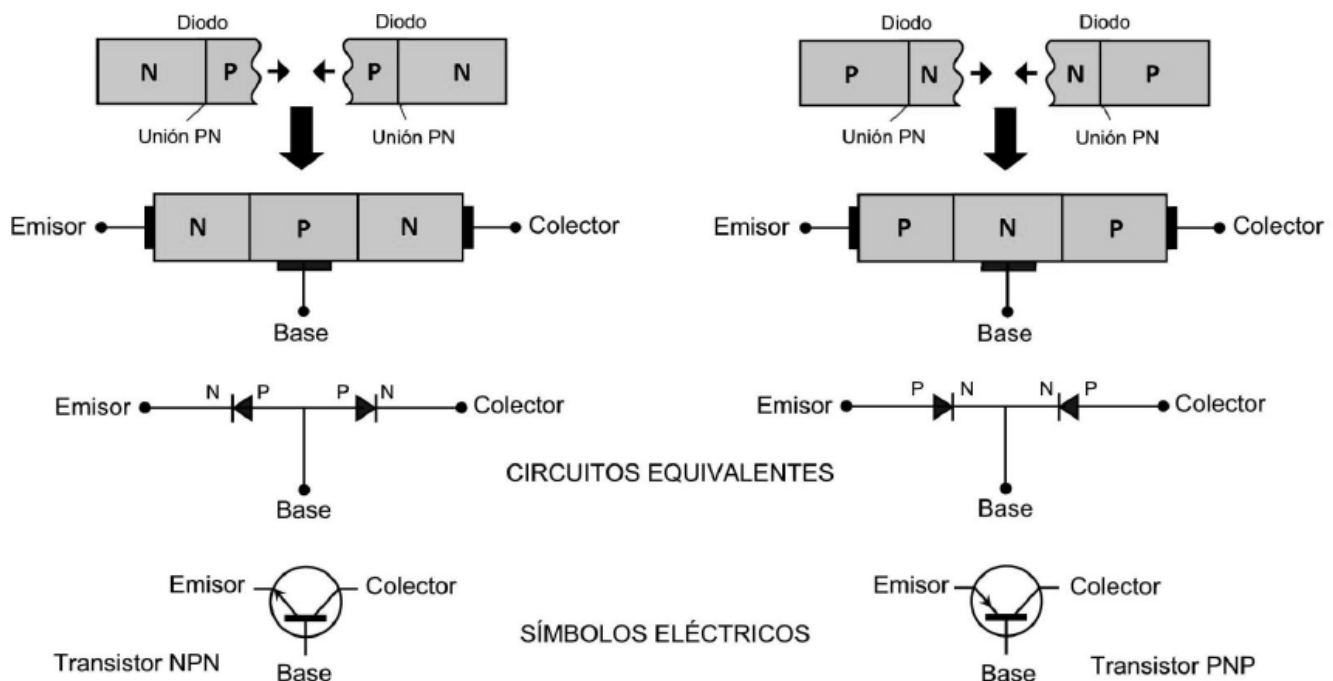 Diodo Diodo
N P P N
Unión PN Unión PN
Emisor N P N Colector
Base
N P P N
Emisor Colector
Base
Emisor Colector
Base
Transistor NPN
CIRCUITOS EQUIVALENTES
SÍMBOLOS ELÉCTRICOS
Diodo Diodo
P N N P
Unión PN Unión PN
Emisor P N P Colector
Base
P N N P
Emisor Colector
Base
Emisor Colector
Base
Transistor PNP